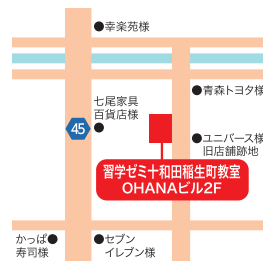 ●幸楽苑様
●青森トヨタ様
七尾家具
百貨店様
●
45
●ユニバース様
旧店舗跡地
習学ゼミ十和田稲生町教室
OHANAビル2F
かっぱ●
寿司様
●セブン
イレブン様